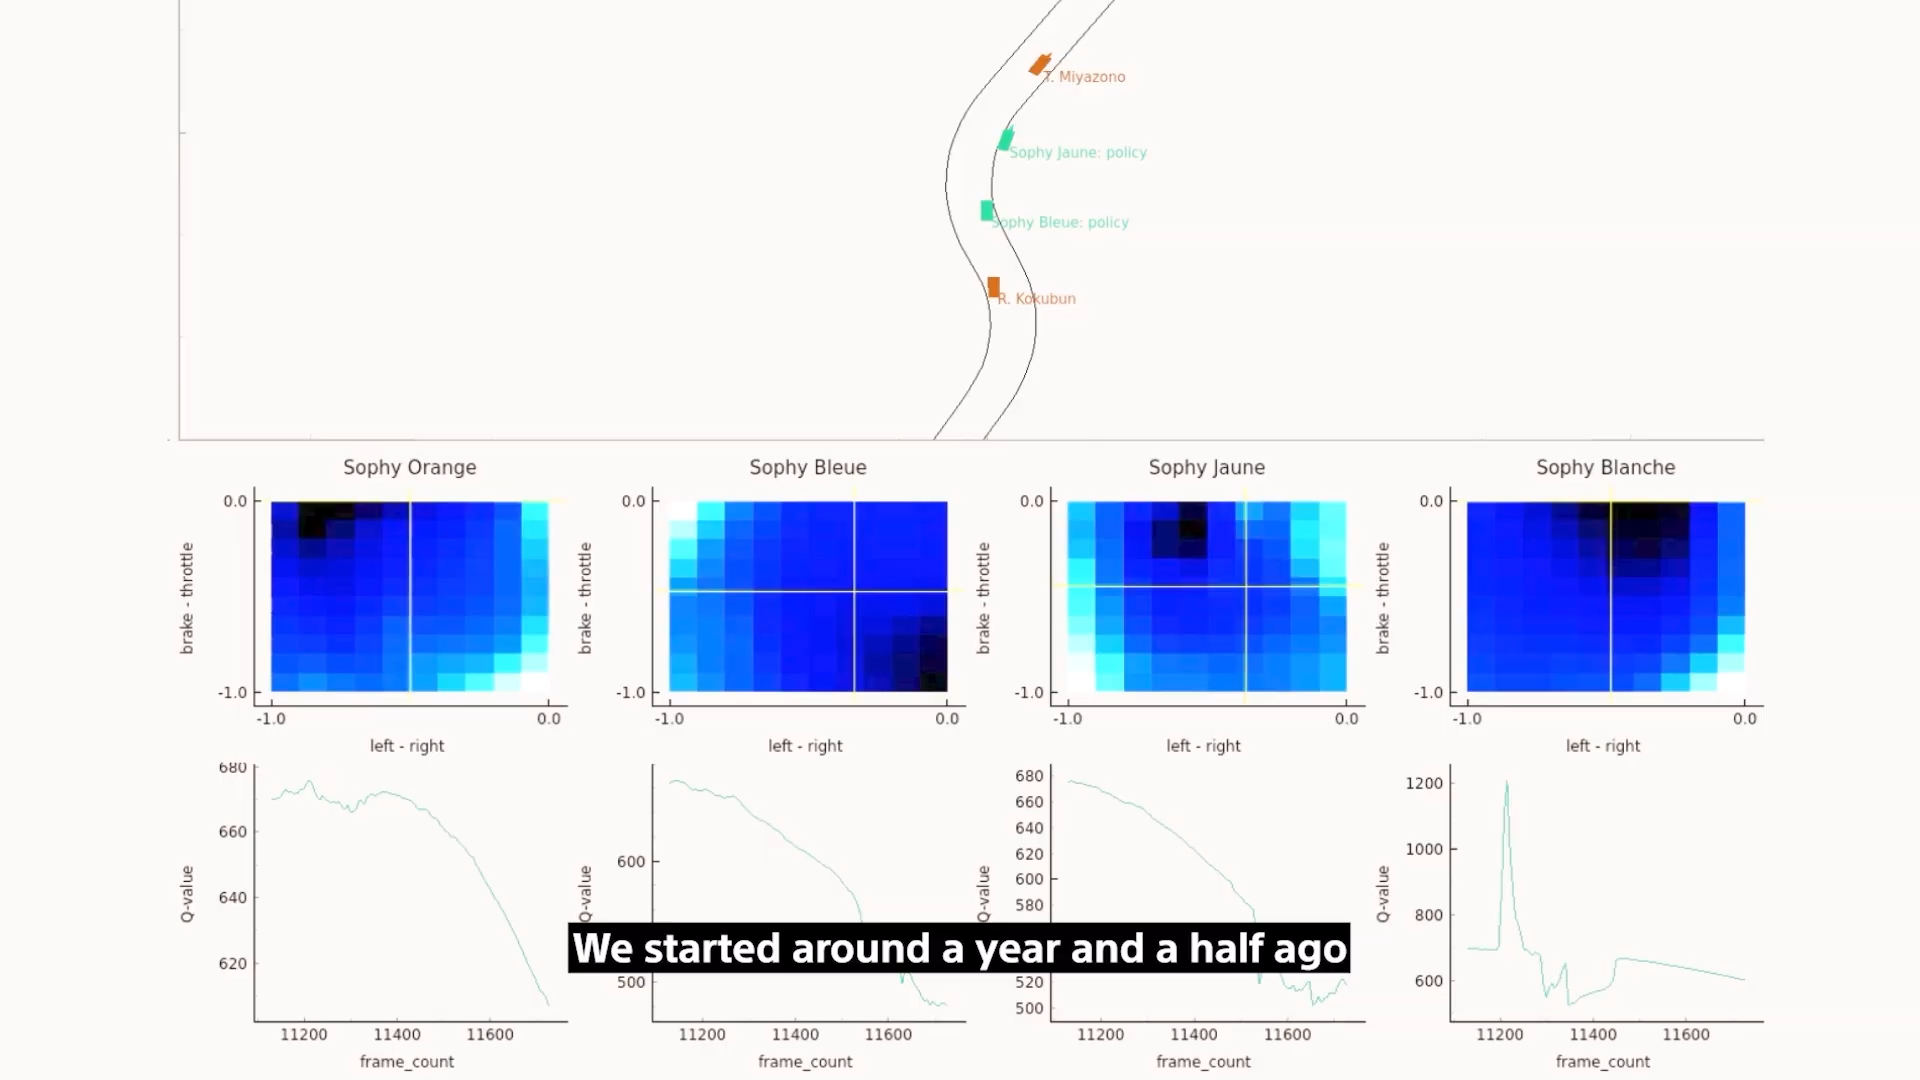 T. Miyazono
Sophy Jaune: policy
Sophy Bleue: policy
R. Kokubun
Sophy Orange
Sophy Bleue
Sophy Jaune
Sophy Blanche
0.0
0.0
0.0
0.0
brake - throttle
brake - throttle
brake - throttle
brake - throttle
-1.0
-1.0
-1.0
-1.0
-1.0 0.0
-1.0 0.0
-1.0 0.0
-1.0 0.0
left - right
left - right
left - right
left - right
680
660
640
620
Q-value
11200 11400 11600
frame_count
600
500
Q-value
11200 11400 11600
frame_count
680
660
640
620
600
580
520
500
Q-value
11200 11400 11600
frame_count
1200
1000
800
600
Q-value
11200 11400 11600
frame_count
We started around a year and a half ago